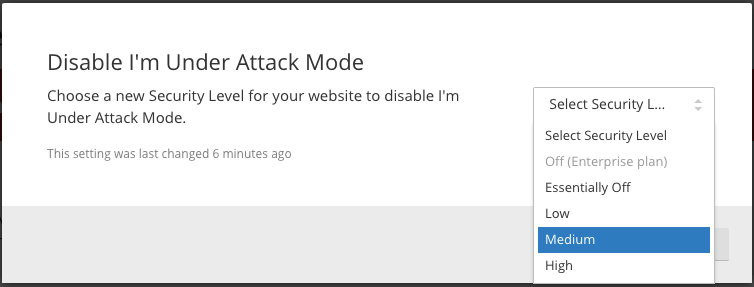 Disable I'm Under Attack Mode
Choose a new Security Level for your website to disable I'm
Under Attack Mode.
This setting was last changed 6 minutes ago
Select Security L...
Select Security Level
Off (Enterprise plan)
Essentially Off
Low
Medium
High